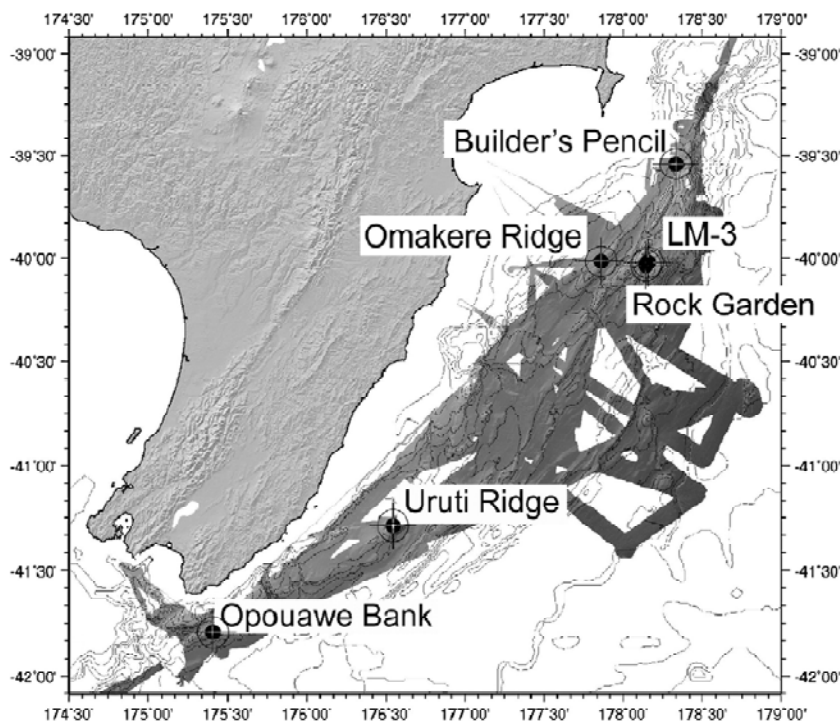 174°30' 175°00' 175°30' 176°00' 176°30' 177°00' 177°30' 178°00' 178°30' 179°00'
-39°00' -39°00'
Builder's Pencil
-39°30' -39°30'
Omakere Ridge LM-3
-40°00' -40°00'
Rock Garden
-40°30' -40°30'
-41°00' -41°00'
Uruti Ridge
-41°30' -41°30'
Opouawe Bank
-42°00' -42°00'
174°30' 175°00' 175°30' 176°00' 176°30' 177°00' 177°30' 178°00' 178°30' 179°00'